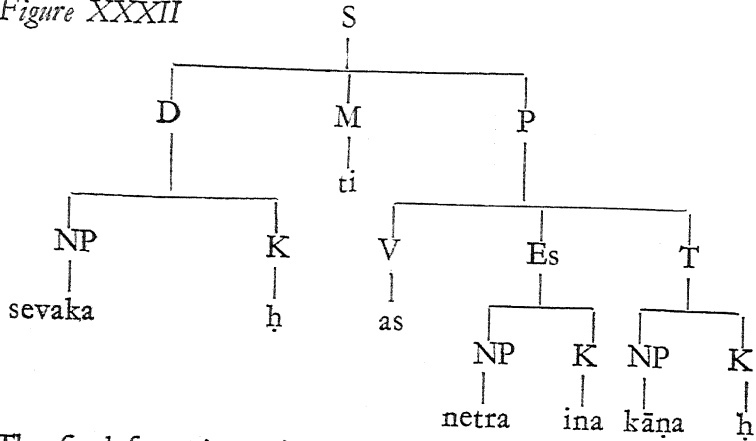 Figure XXXII
S
D M P
ti
NP K V Es T
sevaka ḥ as
NP K NP K
netra ina kāṇa ḥ